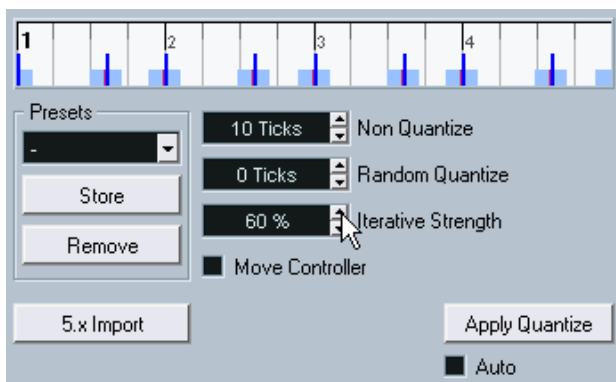 1 2 3 4
Presets
-
Store
Remove
10 Ticks Non Quantize
0 Ticks Random Quantize
60 % Iterative Strength
Move Controller
5.x Import
Apply Quantize
Auto